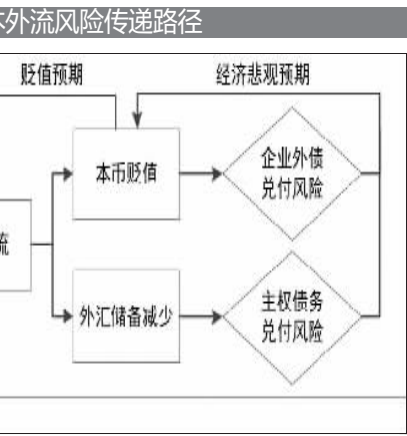 本外流风险传递路径
贬值预期
经济悲观预期
本币贬值
企业外债
兑付风险
流
外汇储备减少
主权债务
兑付风险